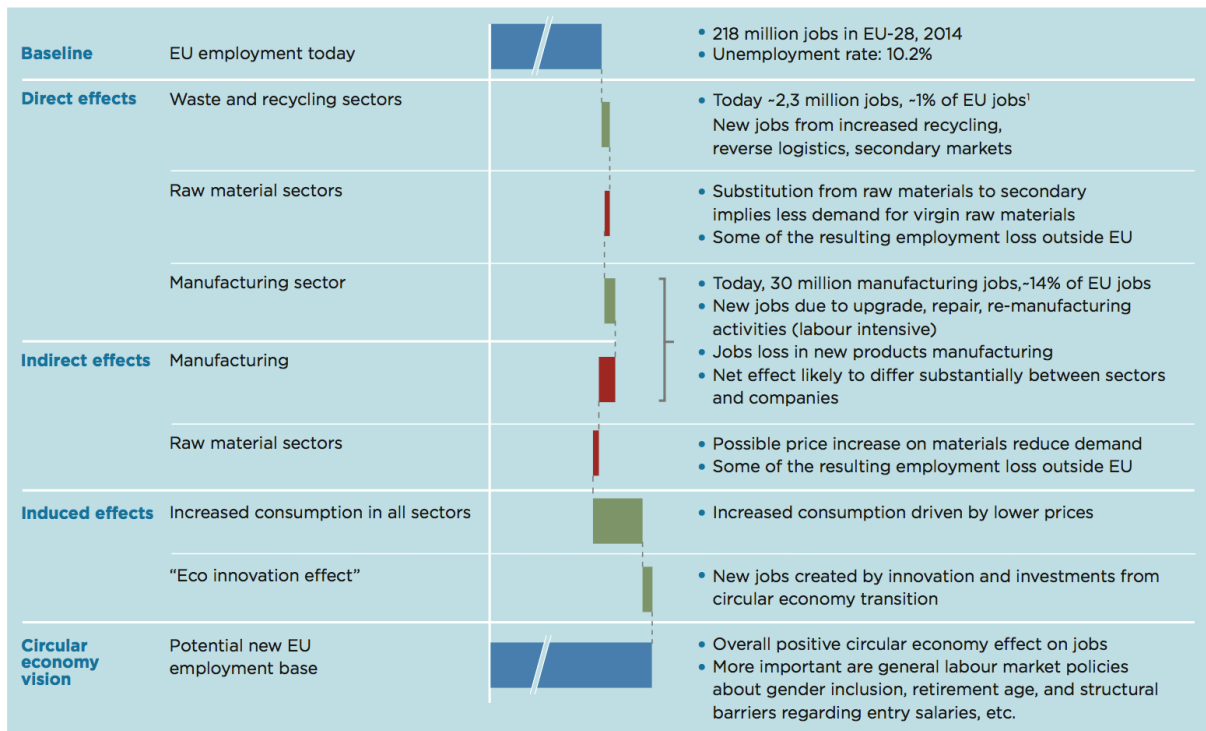 Baseline
EU employment today
• 218 million jobs in EU-28, 2014
• Unemployment rate: 10.2%
Direct effects
Waste and recycling sectors
• Today ~2,3 million jobs, ~1% of EU jobs¹
New jobs from increased recycling,
reverse logistics, secondary markets
Raw material sectors
• Substitution from raw materials to secondary
implies less demand for virgin raw materials
• Some of the resulting employment loss outside EU
Manufacturing sector
• Today, 30 million manufacturing jobs,~14% of EU jobs
• New jobs due to upgrade, repair, re-manufacturing
activities (labour intensive)
Indirect effects
Manufacturing
• Jobs loss in new products manufacturing
• Net effect likely to differ substantially between sectors
and companies
Raw material sectors
• Possible price increase on materials reduce demand
• Some of the resulting employment loss outside EU
Induced effects
Increased consumption in all sectors
• Increased consumption driven by lower prices
“Eco innovation effect”
• New jobs created by innovation and investments from
circular economy transition
Circular
economy
vision
Potential new EU
employment base
• Overall positive circular economy effect on jobs
• More important are general labour market policies
about gender inclusion, retirement age, and structural
barriers regarding entry salaries, etc.